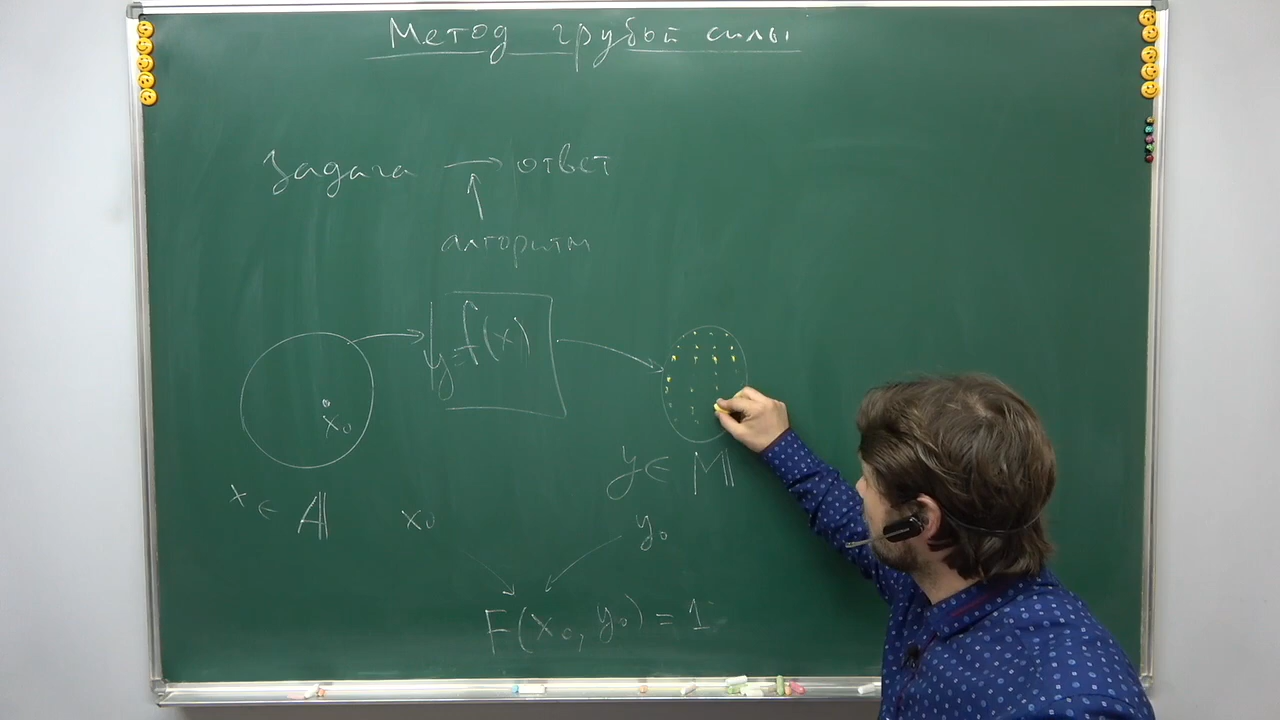 Метод грубой силы
Задача → ответ
↑
алгоритм
y=f(x)
x₀
y ∈ 𝕄
x ∈ 𝔸
x₀ y₀
F(x₀, y₀) = 1